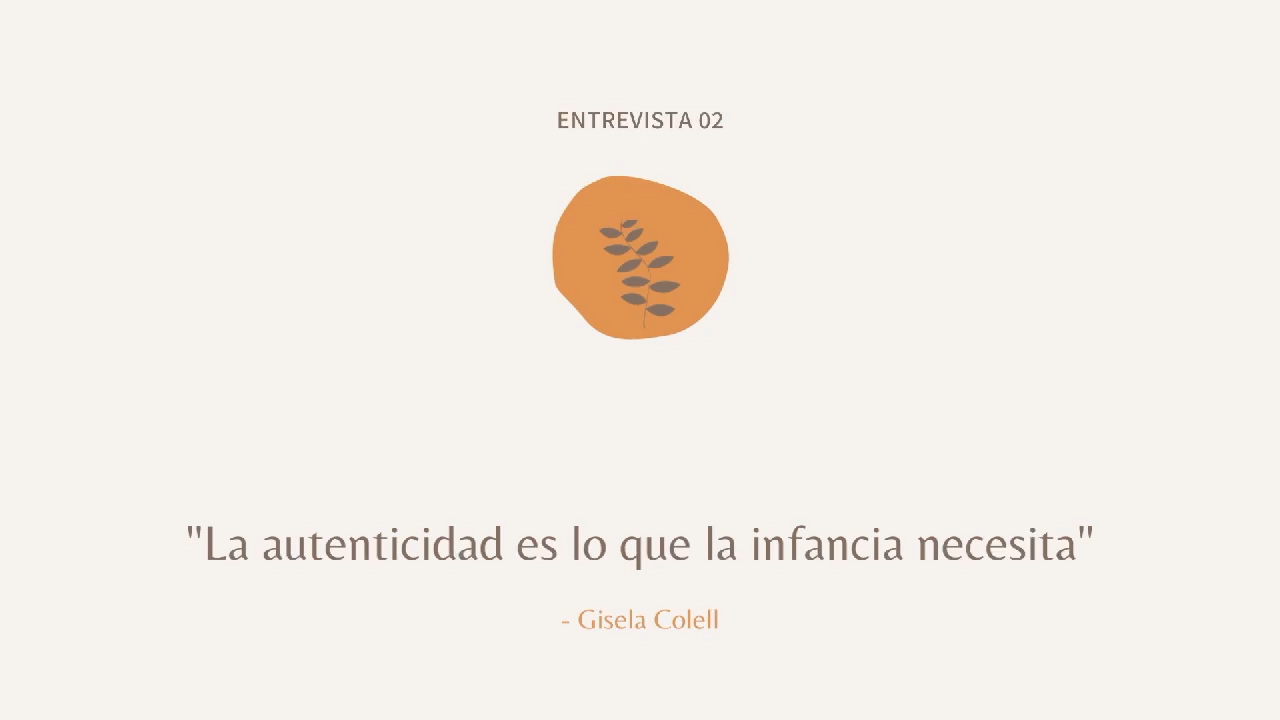 ENTREVISTA 02
"La autenticidad es lo que la infancia necesita"
- Gisela Colell